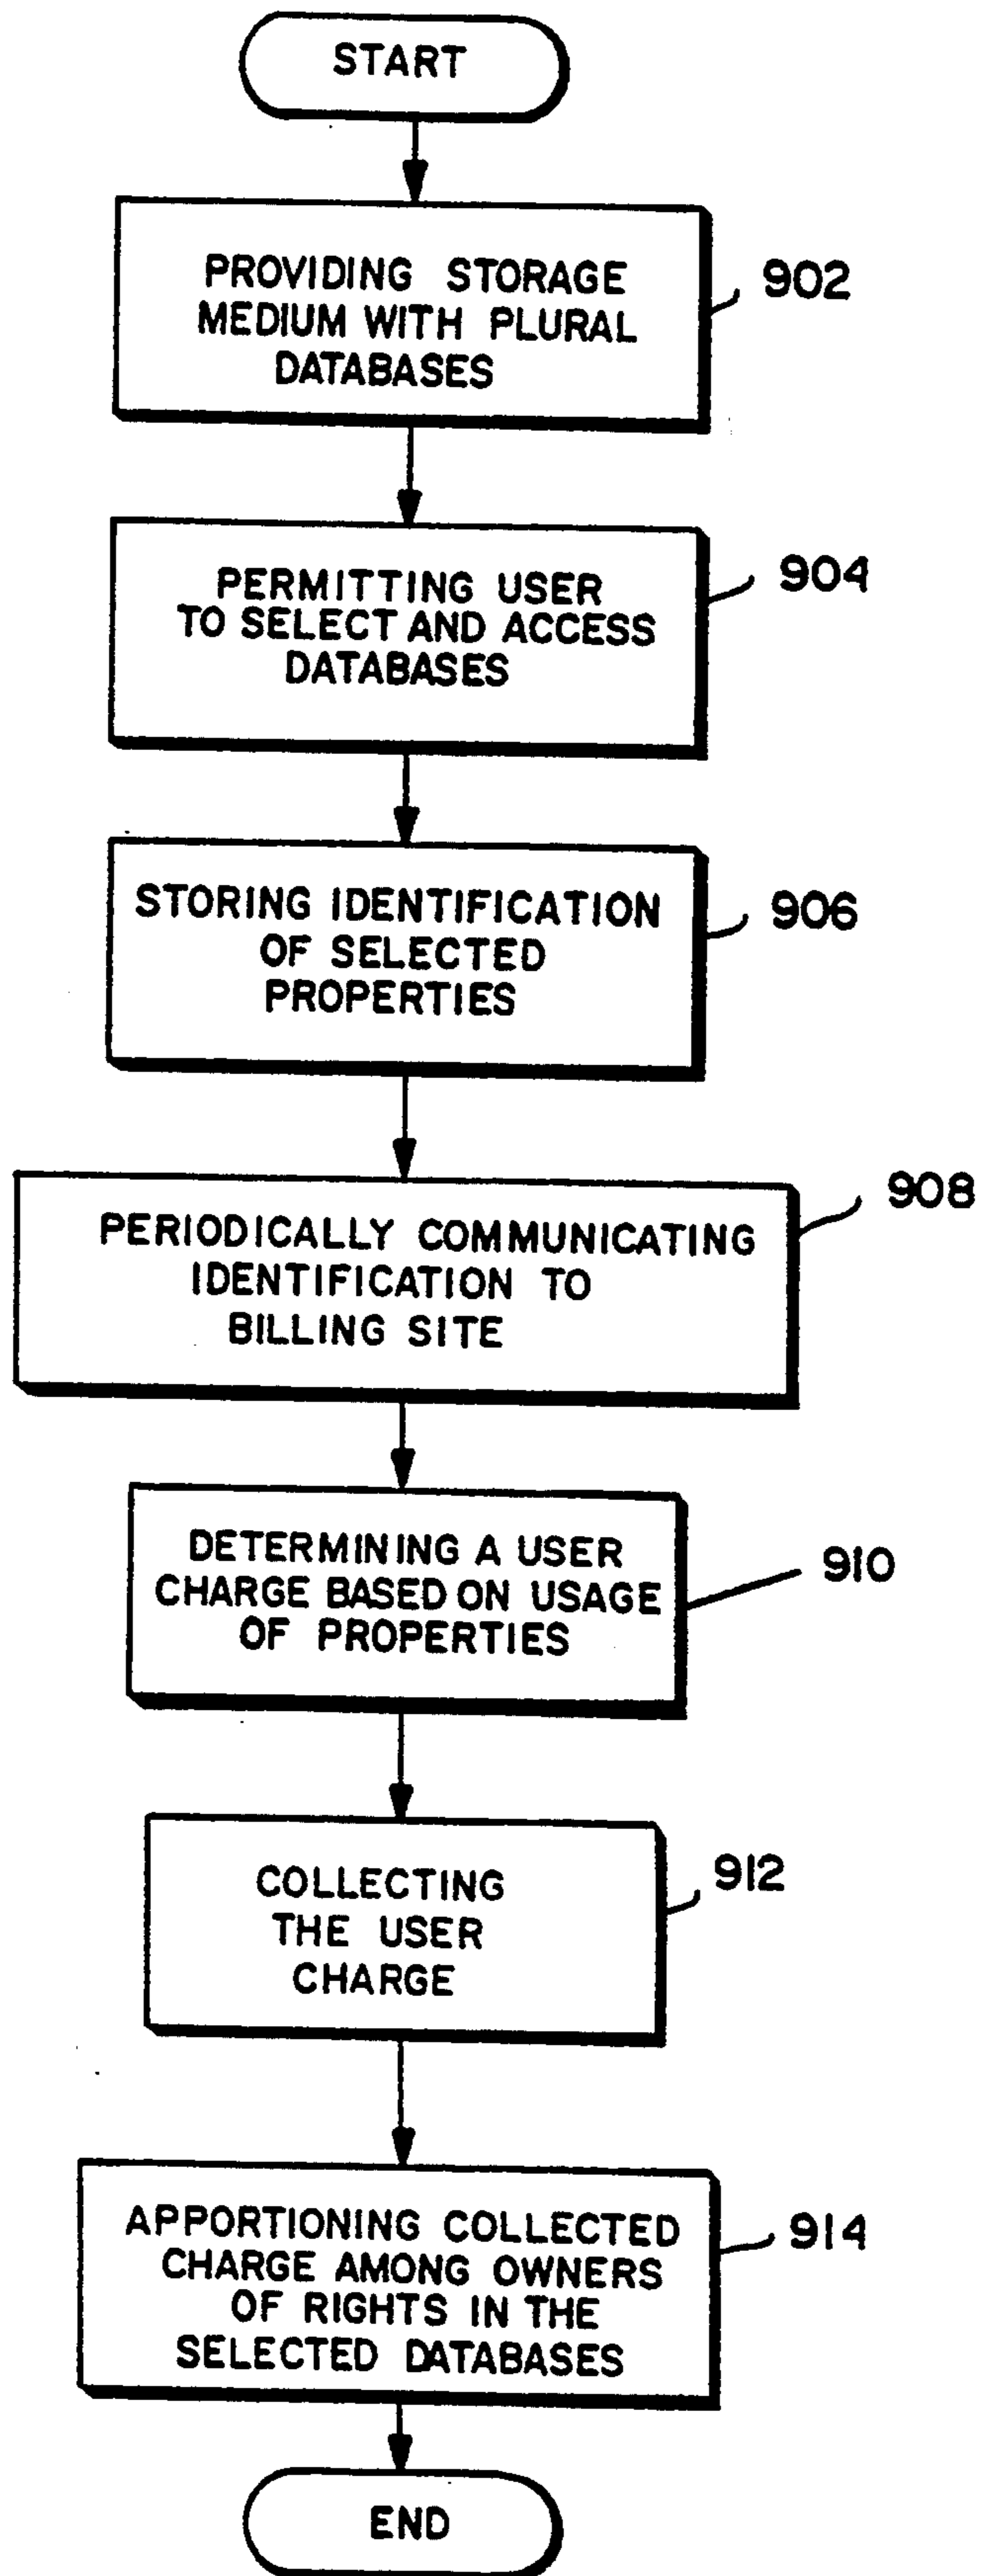 START
PROVIDING STORAGE
MEDIUM WITH PLURAL
DATABASES
902
PERMITTING USER
TO SELECT AND ACCESS
DATABASES
904
STORING IDENTIFICATION
OF SELECTED
PROPERTIES
906
PERIODICALLY COMMUNICATING
IDENTIFICATION TO
BILLING SITE
908
DETERMINING A USER
CHARGE BASED ON USAGE
OF PROPERTIES
910
COLLECTING
THE USER
CHARGE
912
APPORTIONING COLLECTED
CHARGE AMONG OWNERS
OF RIGHTS IN THE
SELECTED DATABASES
914
END